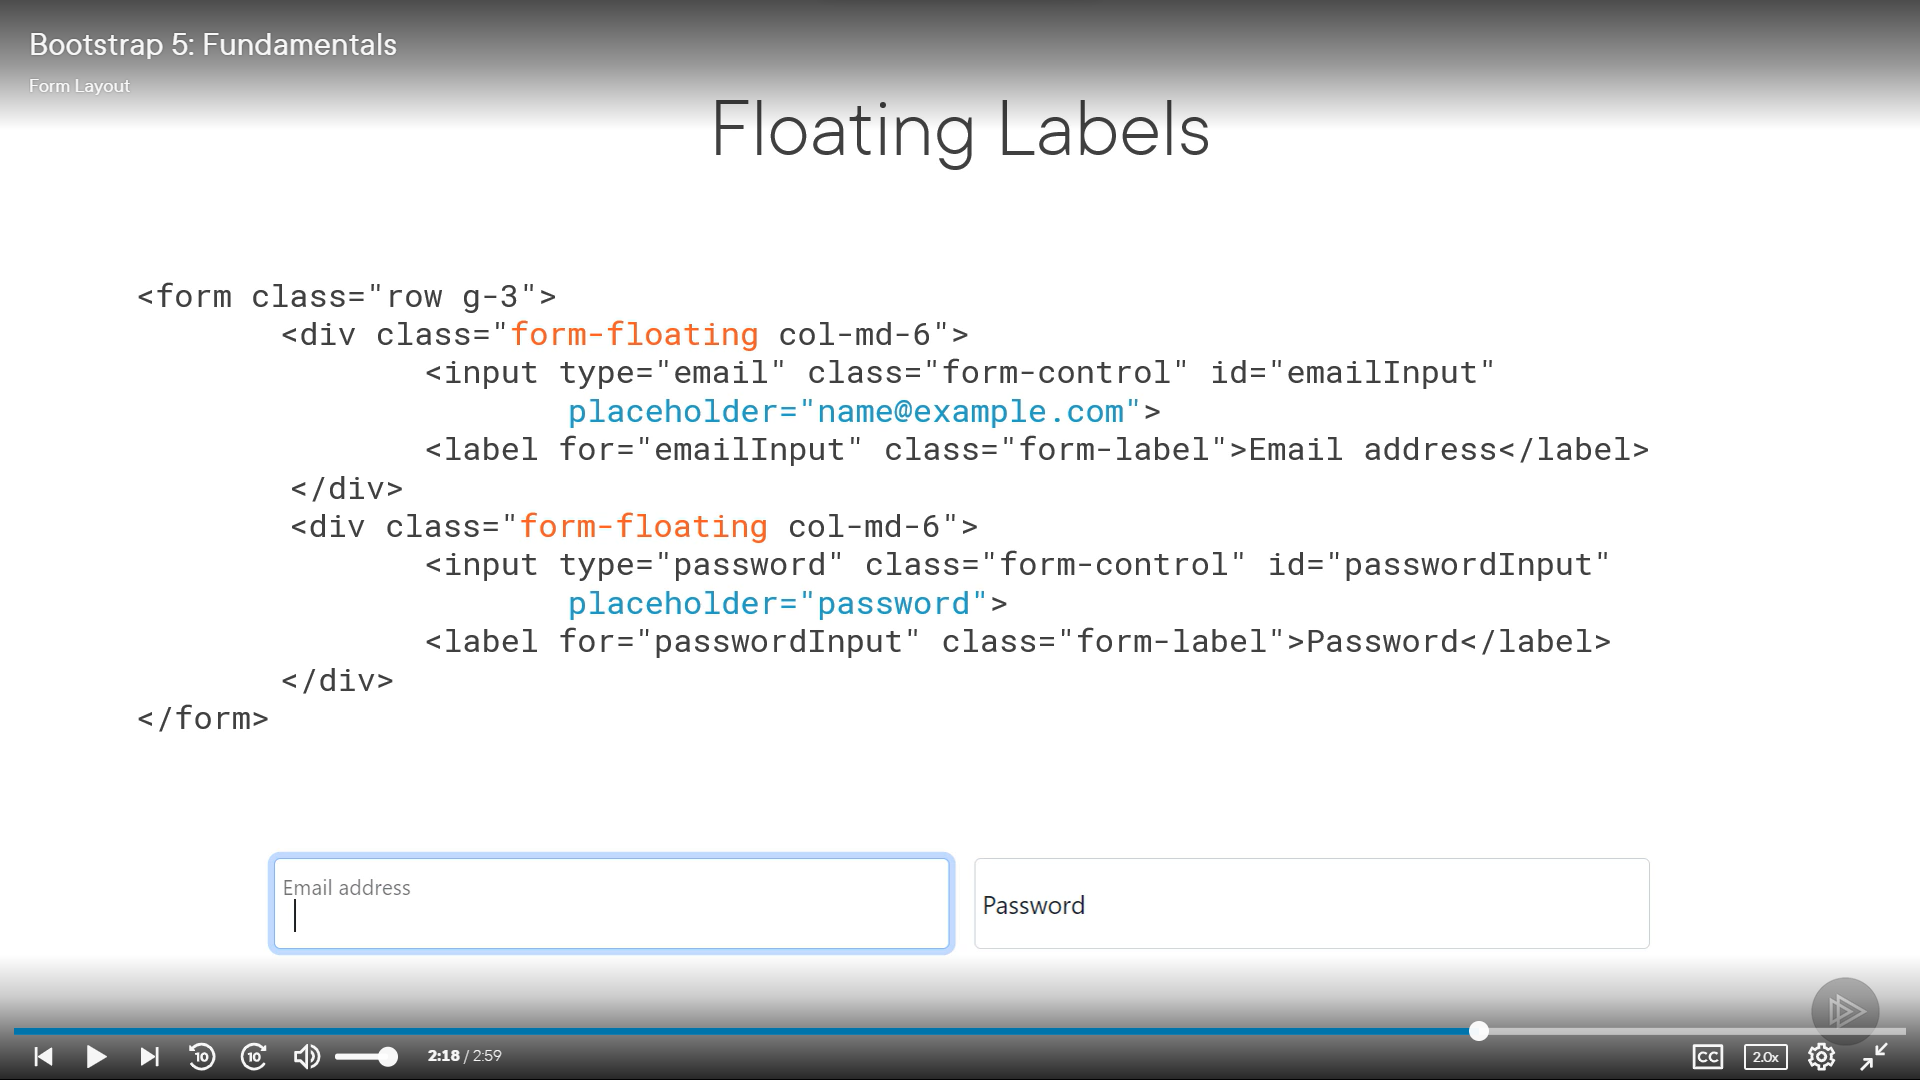 Bootstrap 5: Fundamentals
Form Layout
Floating Labels
<form class="row g-3">
<div class="form-floating col-md-6">
<input type="email" class="form-control" id="emailInput"
placeholder="name@example.com">
<label for="emailInput" class="form-label">Email address</label>
</div>
<div class="form-floating col-md-6">
<input type="password" class="form-control" id="passwordInput"
placeholder="password">
<label for="passwordInput" class="form-label">Password</label>
</div>
</form>
Email address
Password
10
10
2:18 / 2:59
CC
2.0x